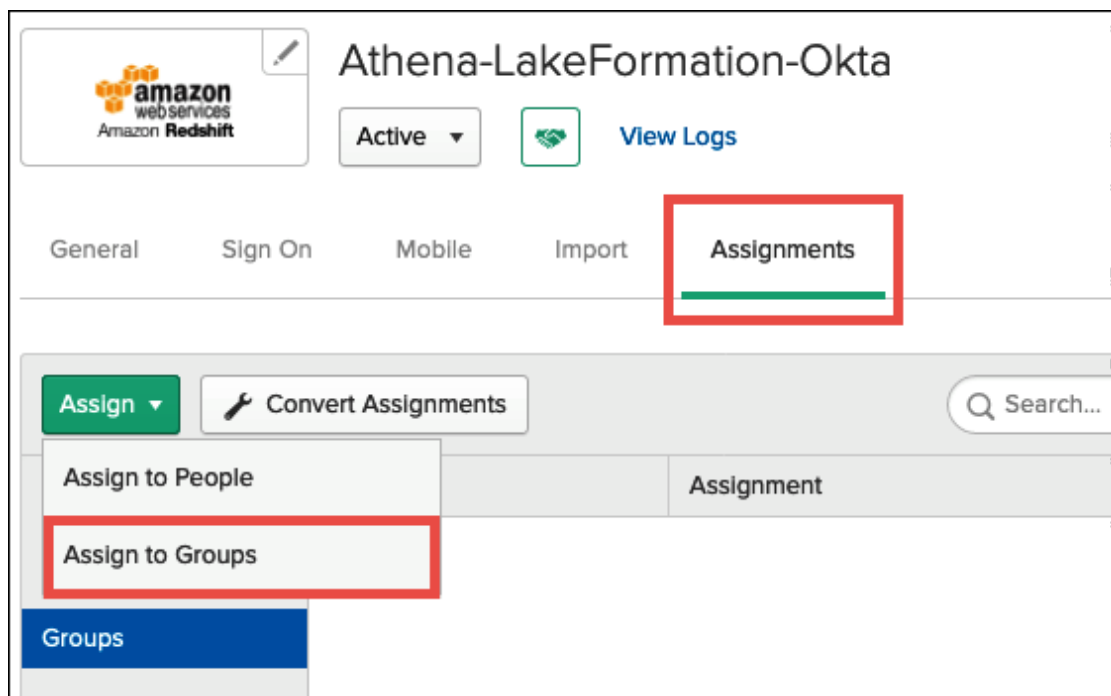 Athena-LakeFormation-Okta
amazon
web services
Amazon Redshift
Active
View Logs
General Sign On Mobile Import Assignments
Assign Convert Assignments Search...
Assign to People
Assignment
Assign to Groups
Groups